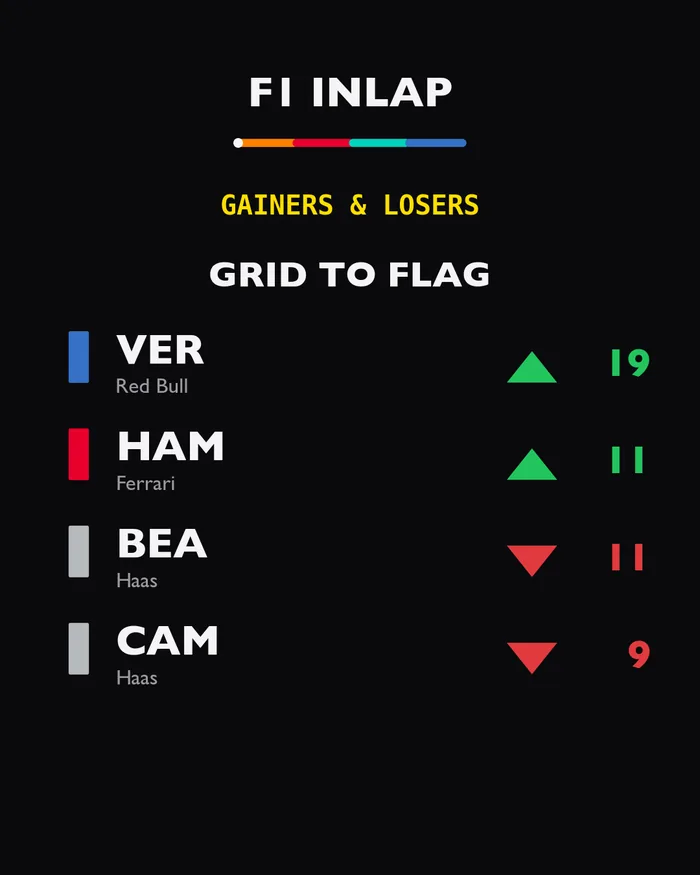 F1 INLAP
GAINERS & LOSERS
GRID TO FLAG
VER
Red Bull
19
HAM
Ferrari
11
BEA
Haas
11
CAM
Haas
9